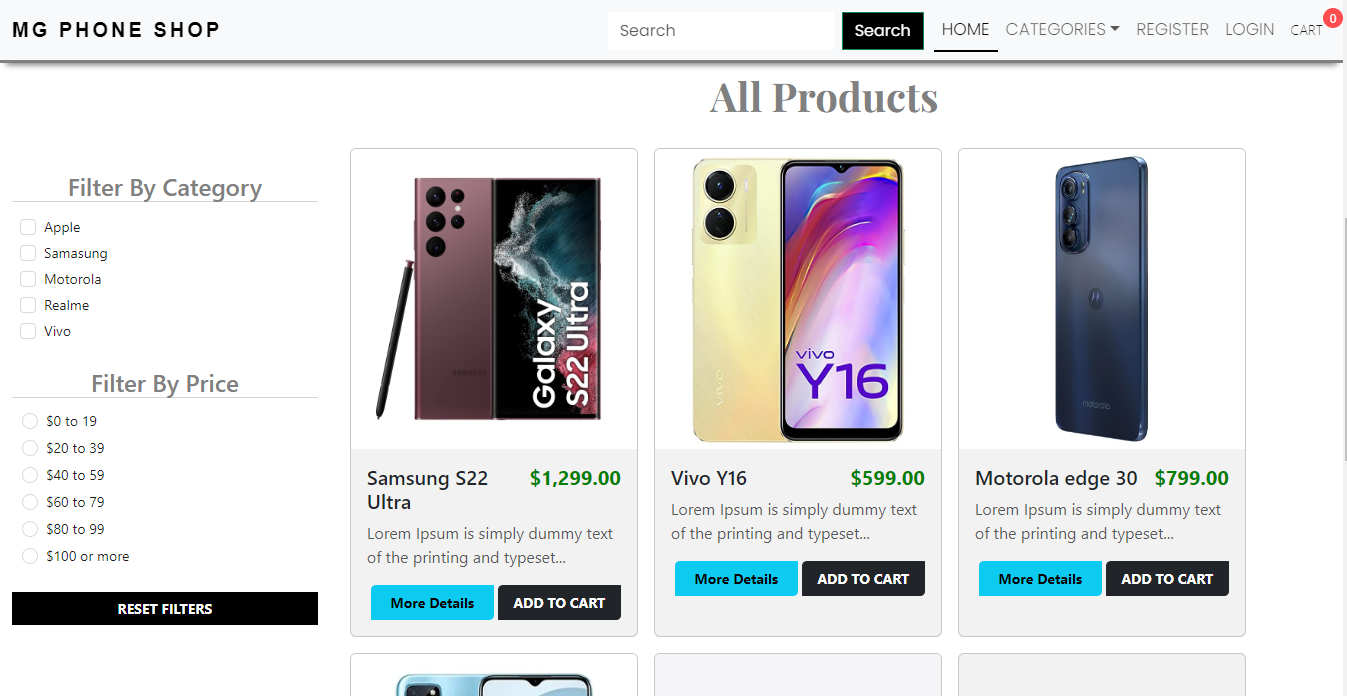 MG PHONE SHOP
Search
Search
HOME
CATEGORIES
REGISTER
LOGIN
CART
0
All Products
Filter By Category
Apple
Samasung
Motorola
Realme
Vivo
Filter By Price
$0 to 19
$20 to 39
$40 to 59
$60 to 79
$80 to 99
$100 or more
RESET FILTERS
Galaxy
S22 Ultra
SAMSUNG
Samsung S22
Ultra
$1,299.00
Lorem Ipsum is simply dummy text
of the printing and typeset...
More Details
ADD TO CART
vivo
vivo
Y16
Vivo Y16
$599.00
Lorem Ipsum is simply dummy text
of the printing and typeset...
More Details
ADD TO CART
motorola
Motorola edge 30
$799.00
Lorem Ipsum is simply dummy text
of the printing and typeset...
More Details
ADD TO CART